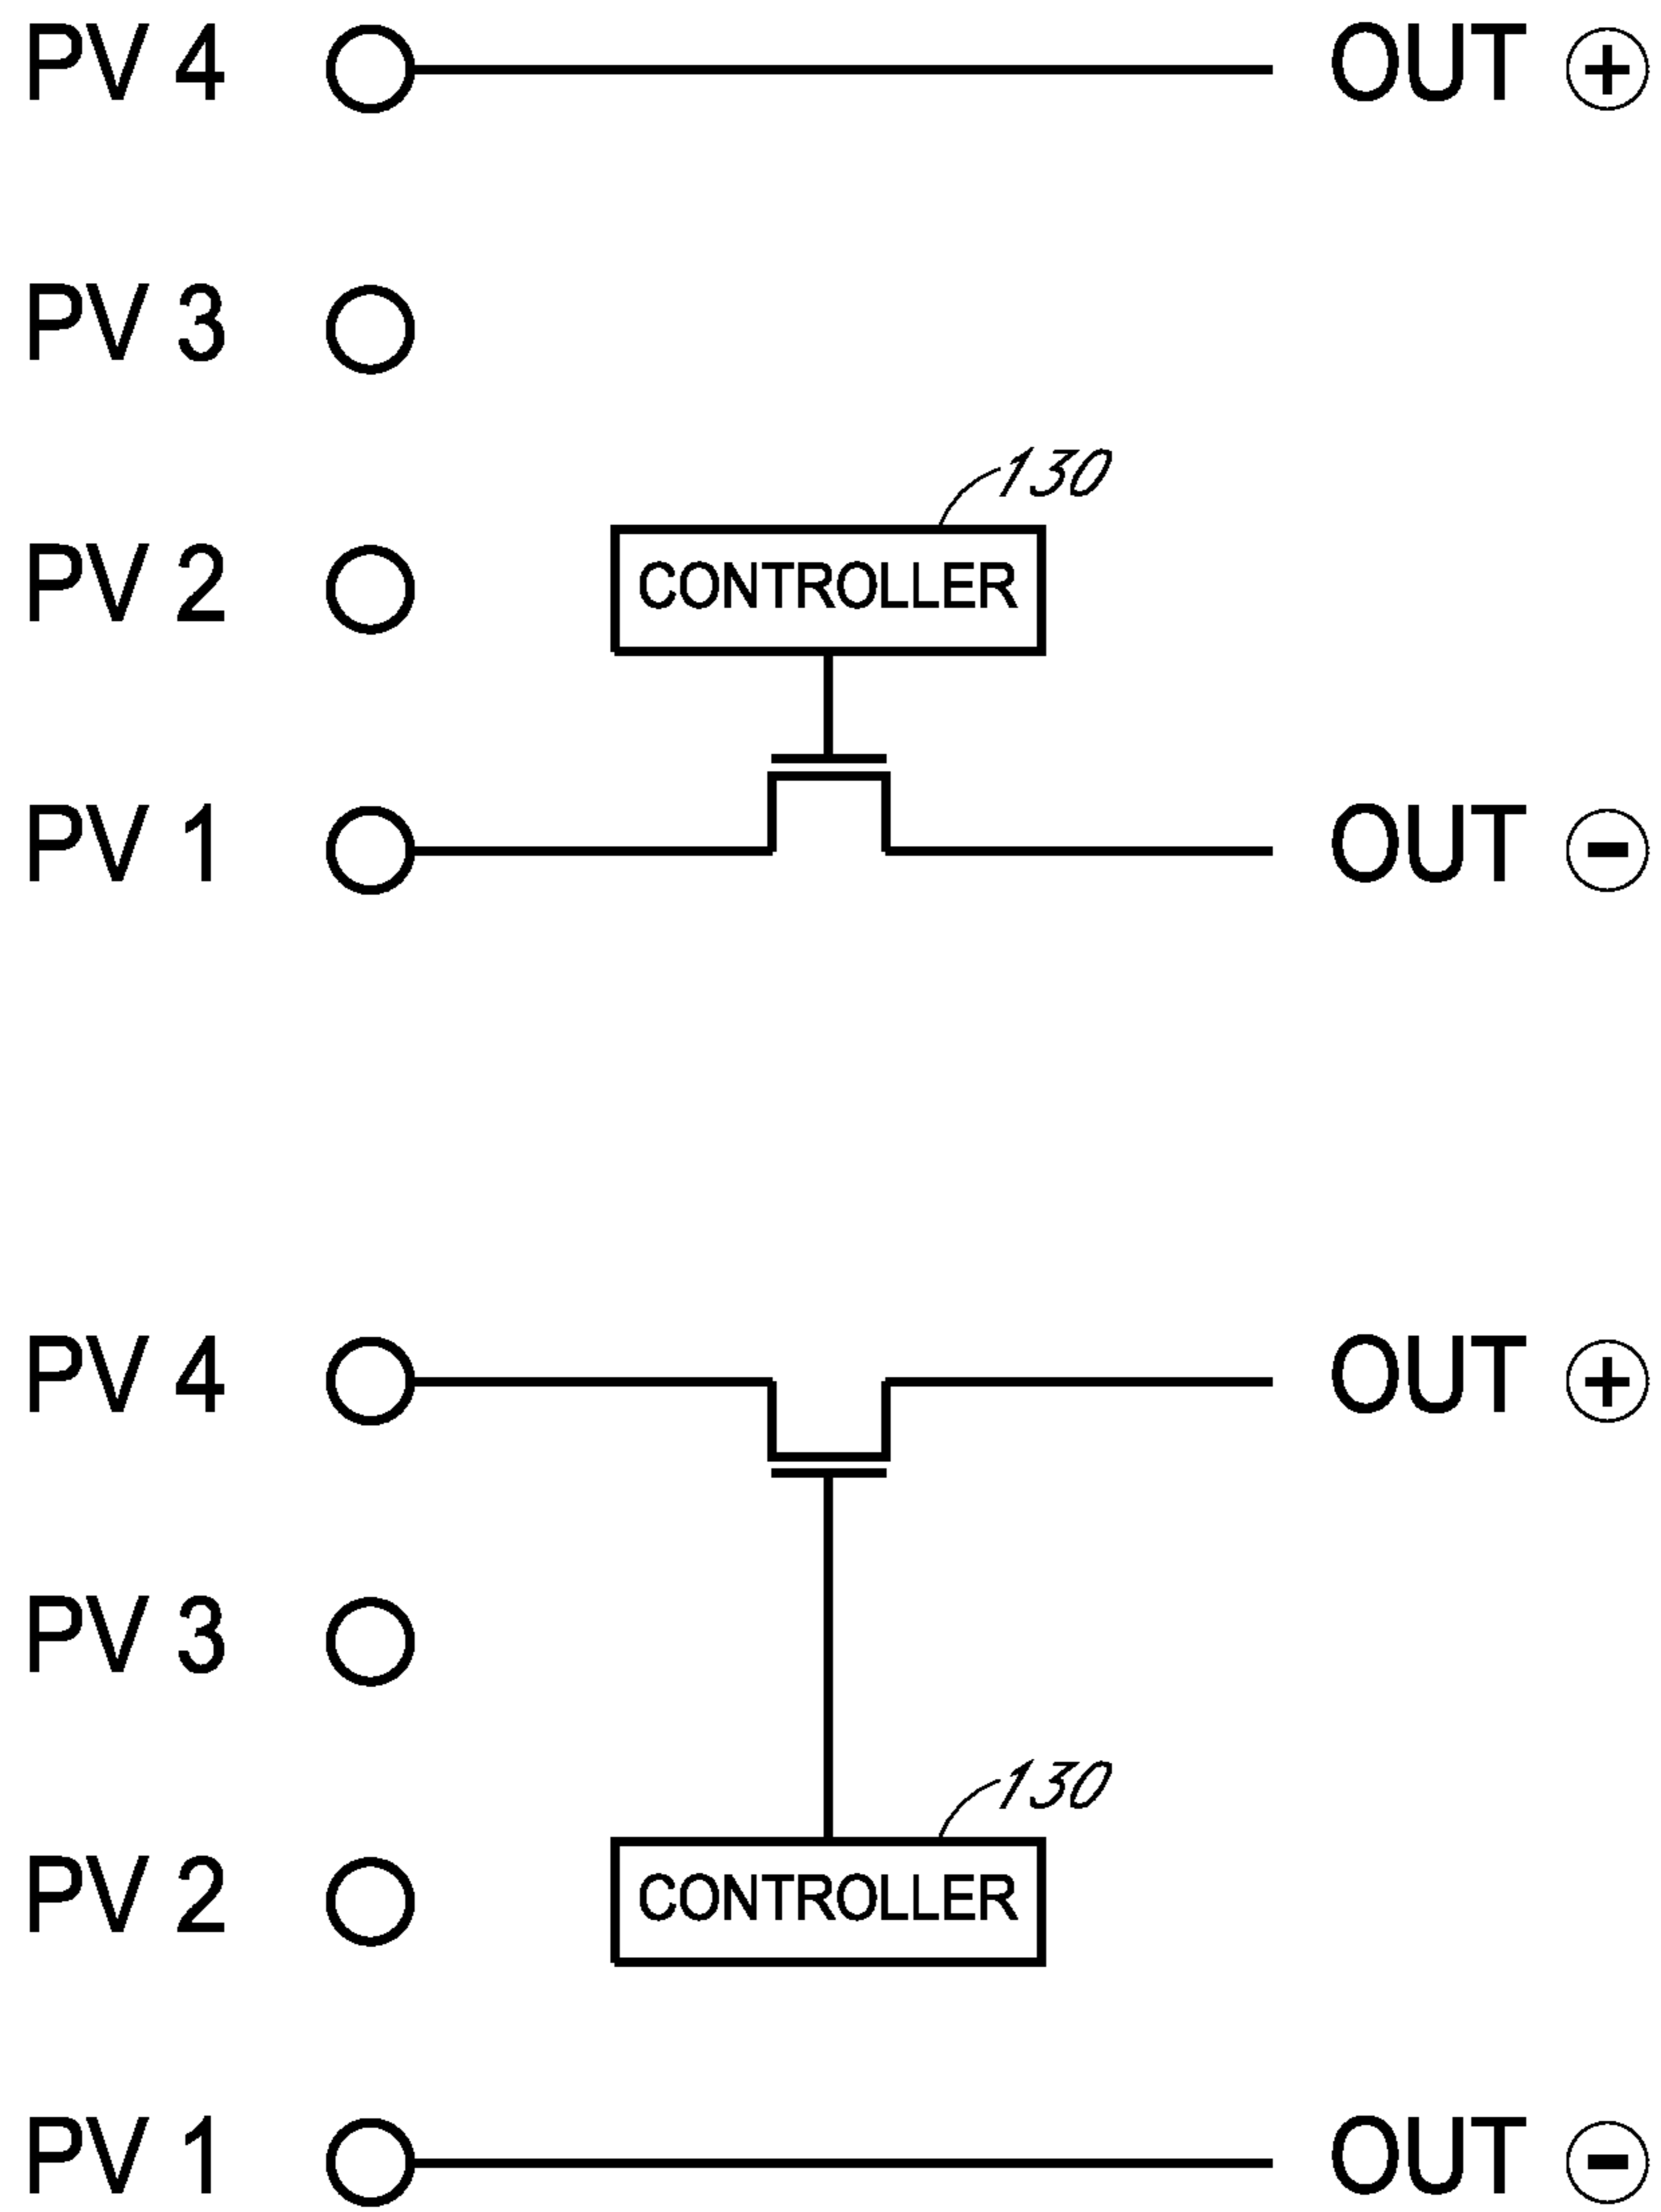 PV 4 OUT ⊕
PV 3
130
PV 2 CONTROLLER
PV 1 OUT ⊖
PV 4 OUT ⊕
PV 3
130
PV 2 CONTROLLER
PV 1 OUT ⊖